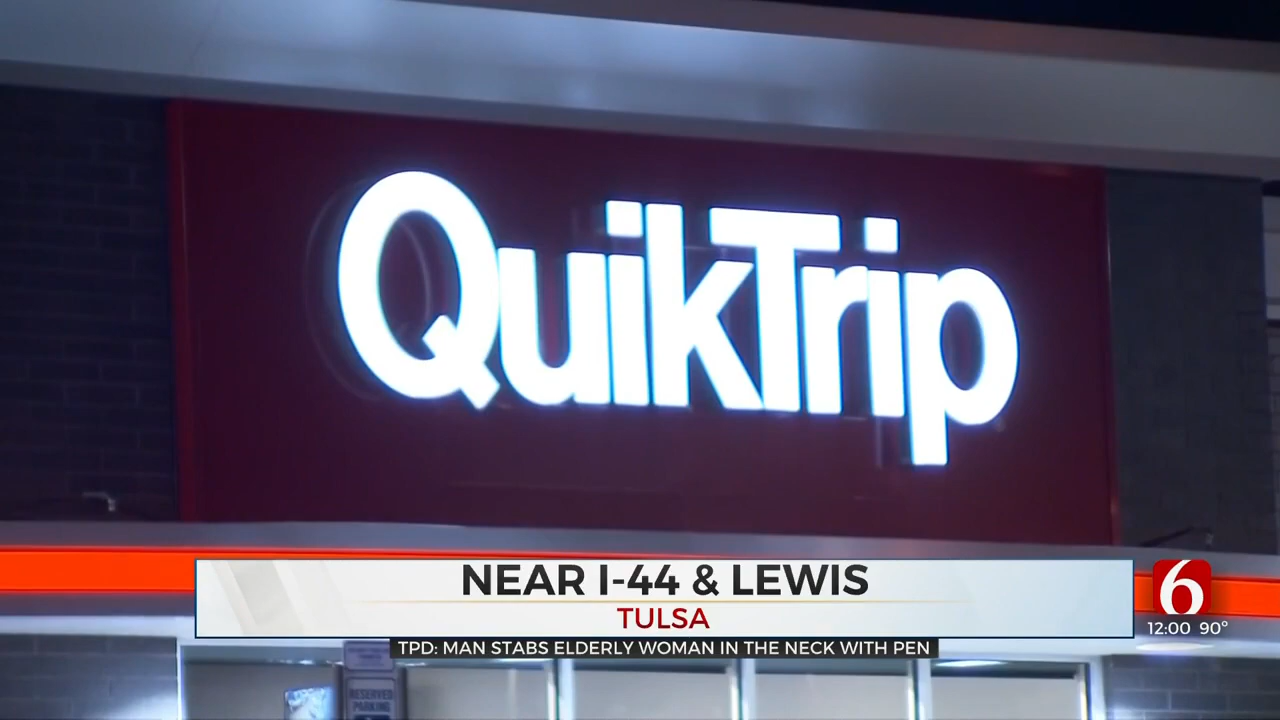 QuikTrip
NEAR I-44 & LEWIS
TULSA
6
12:00 90°
TPD: MAN STABS ELDERLY WOMAN IN THE NECK WITH PEN
RESERVED
PARKING